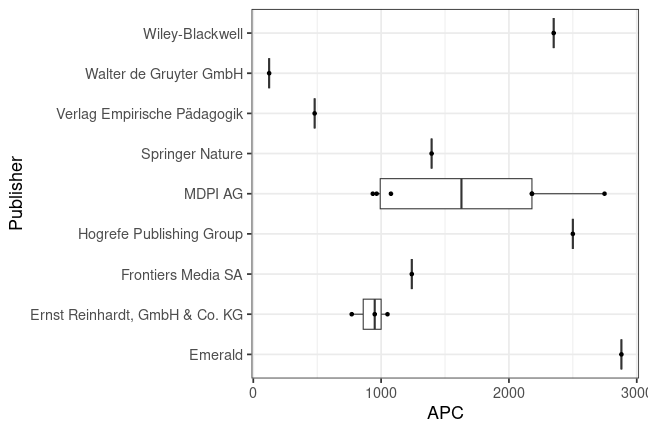 Wiley-Blackwell
Walter de Gruyter GmbH
Verlag Empirische Pädagogik
Springer Nature
MDPI AG
Hogrefe Publishing Group
Frontiers Media SA
Ernst Reinhardt, GmbH & Co. KG
Emerald
Publisher
0 1000 2000 3000
APC